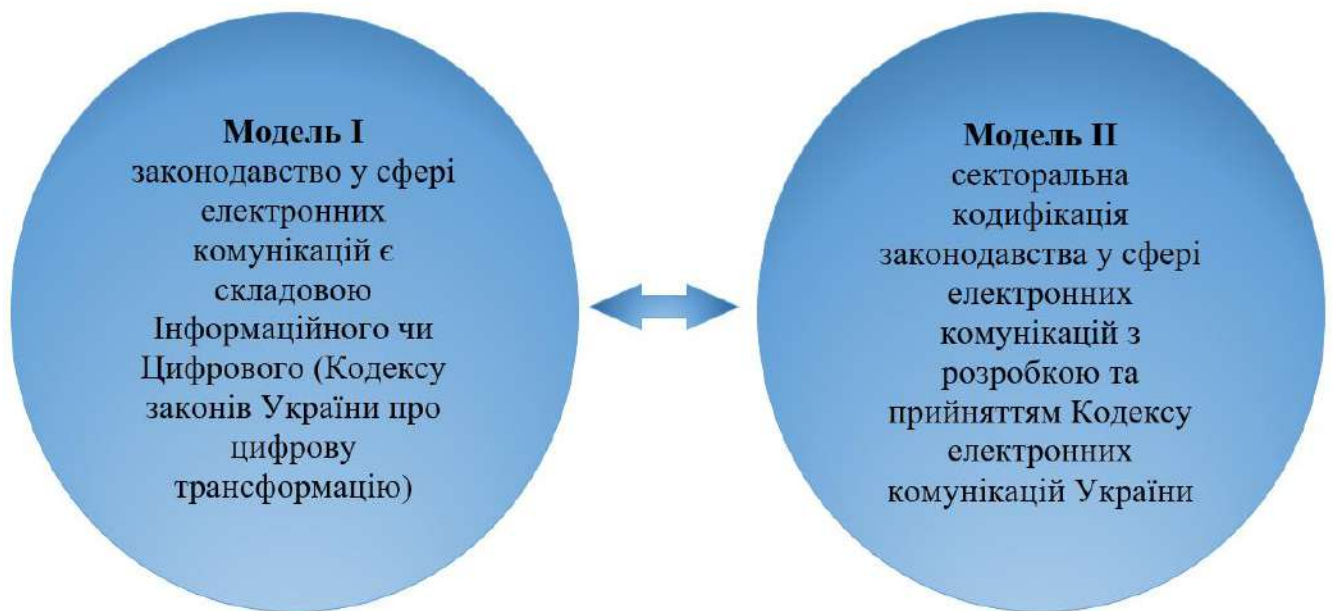 Модель I
законодавство у сфері
електронних
комунікацій є
складовою
Інформаційного чи
Цифрового (Кодексу
законів України про
цифрову
трансформацію)
Модель II
секторальна
кодифікація
законодавства у сфері
електронних
комунікацій з
розробкою та
прийняттям Кодексу
електронних
комунікацій України